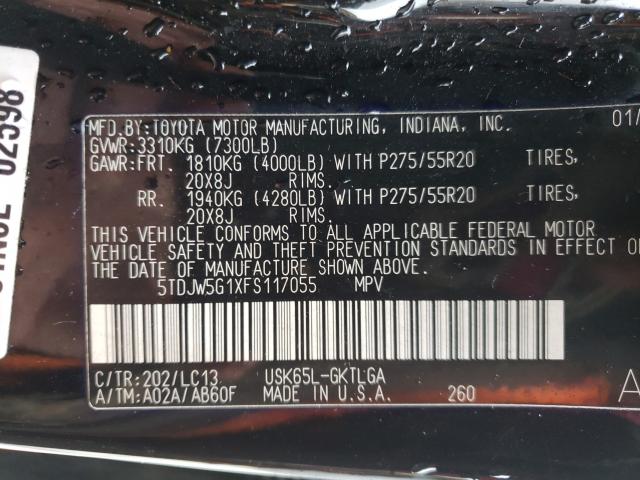 MFD.BY:TOYOTA MOTOR MANUFACTURING, INDIANA, INC. 01/
GVWR:3310KG (7300LB)
GAWR:FRT. 1810KG (4000LB) WITH P275/55R20 TIRES,
20X8J RIMS.
RR. 1940KG (4280LB) WITH P275/55R20 TIRES,
20X8J RIMS.
THIS VEHICLE CONFORMS TO ALL APPLICABLE FEDERAL MOTOR
VEHICLE SAFETY AND THEFT PREVENTION STANDARDS IN EFFECT O
THE DATE OF MANUFACTURE SHOWN ABOVE.
5TDJW5G1XFS117055 MPV
C/TR:202/LC13 USK65L-GKTLGA
A/TM:A02A/AB60F MADE IN U.S.A. 260 A
02598